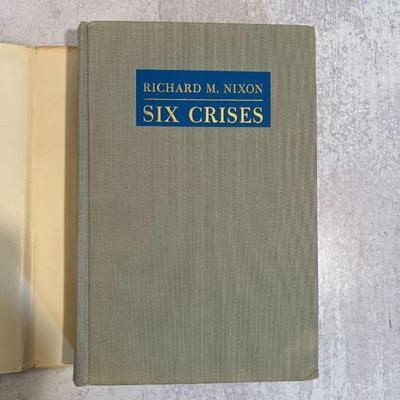 RICHARD M. NIXON
SIX CRISES